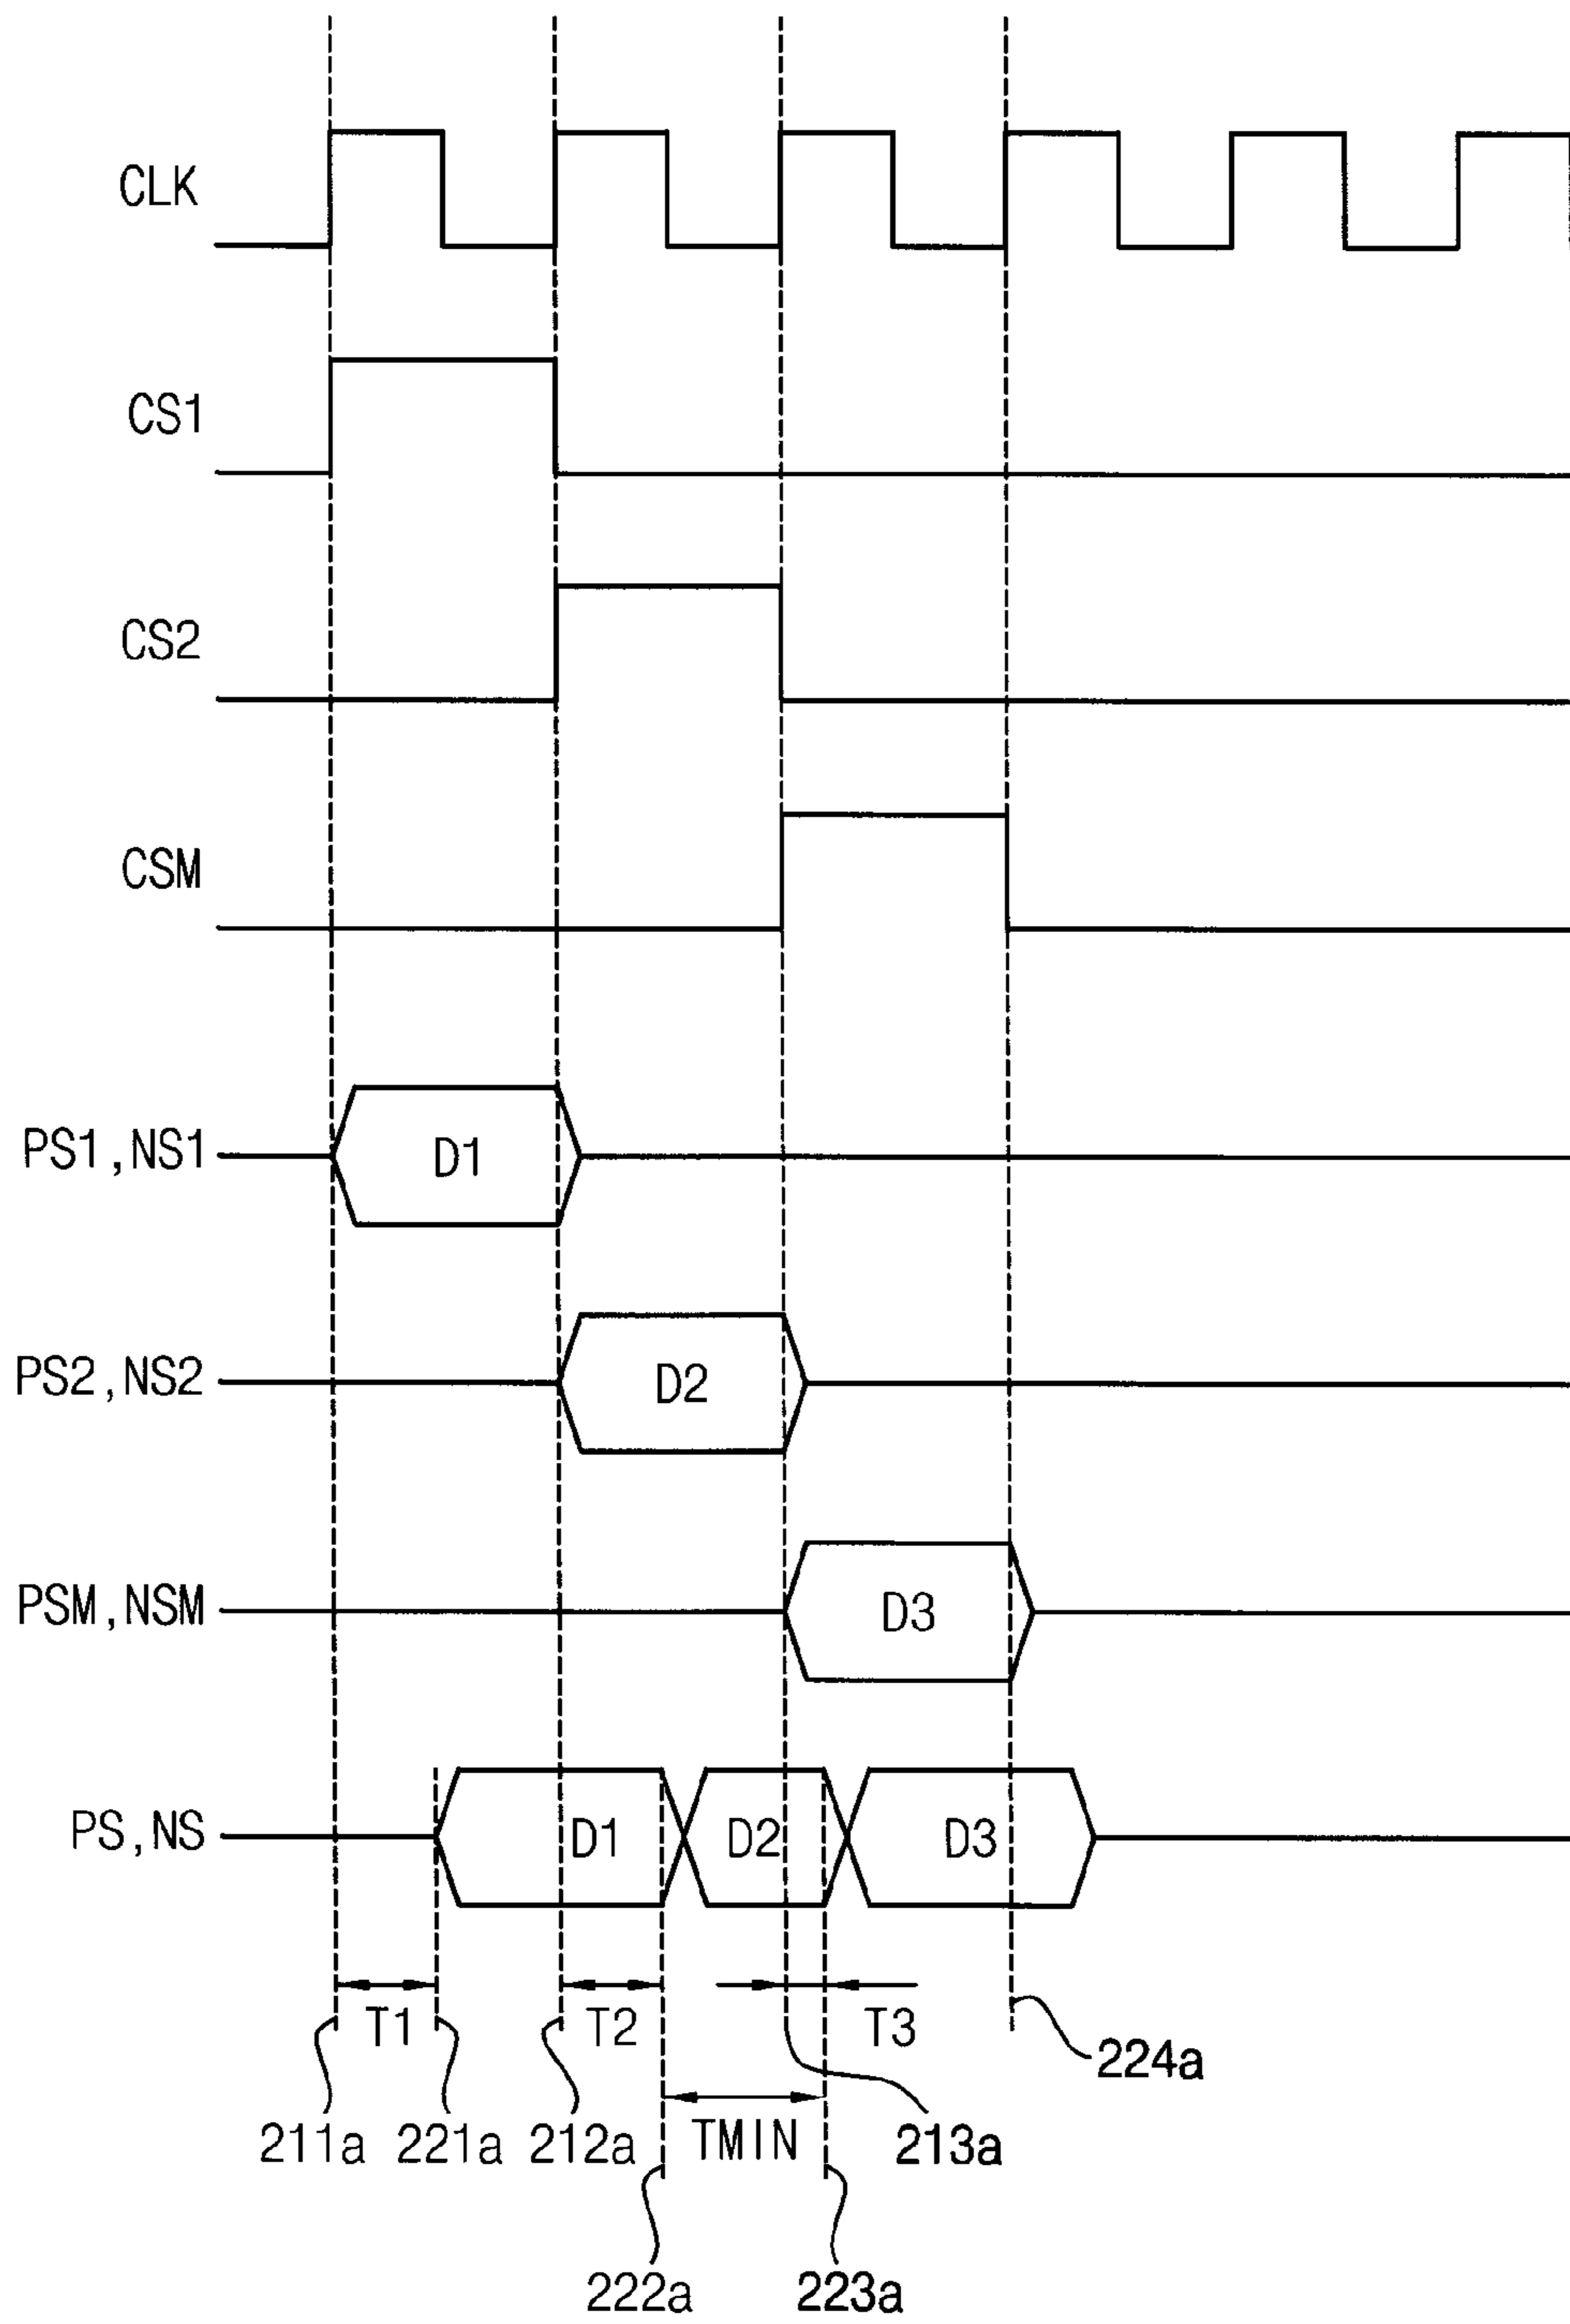 CLK
CS1
CS2
CSM
PS1,NS1 D1
PS2,NS2 D2
PSM,NSM D3
PS,NS D1 D2 D3
T1 T2 T3
224a
211a 221a 212a TMIN 213a
222a 223a